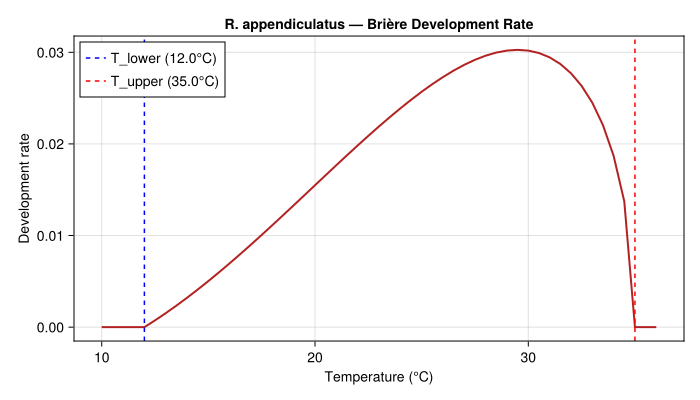 R. appendiculatus — Brière Development Rate
T_lower (12.0°C)
T_upper (35.0°C)
Development rate
0.03
0.02
0.01
0.00
10
20
30
Temperature (°C)